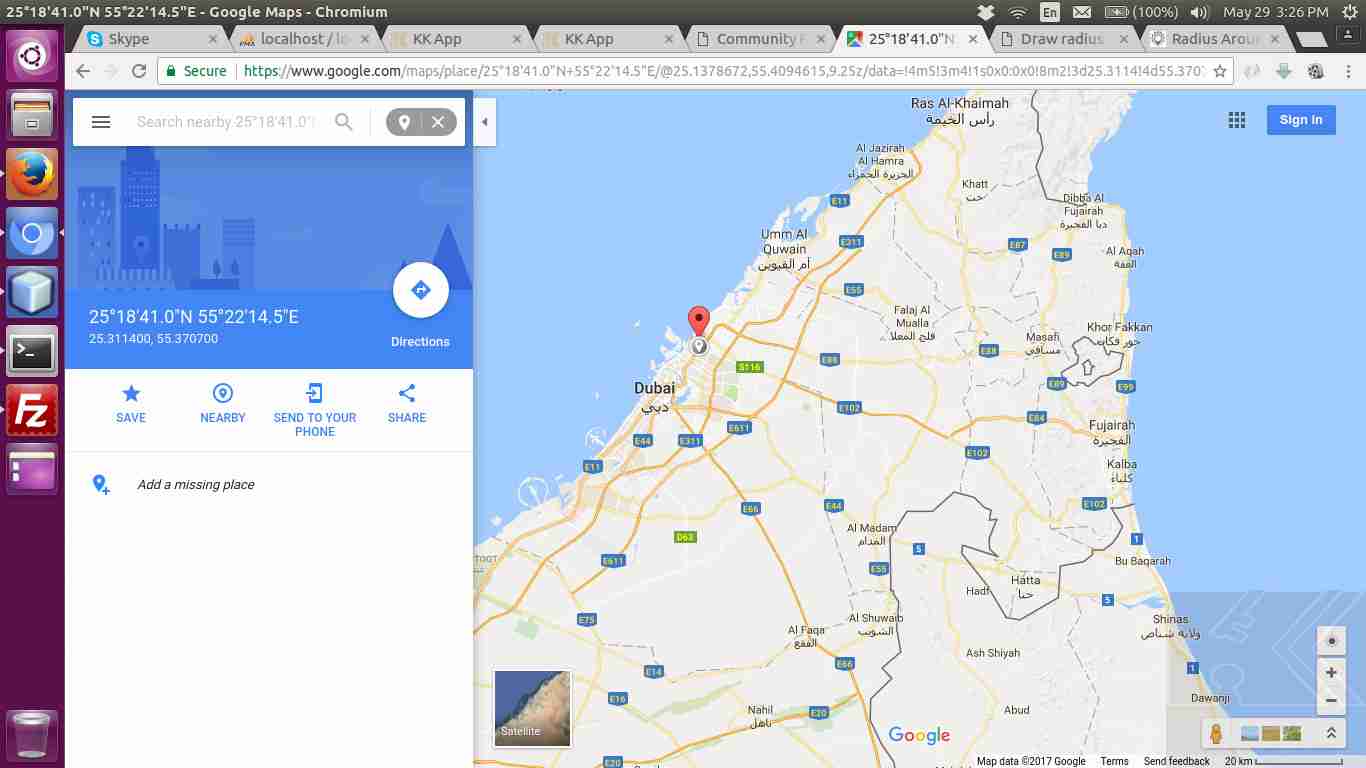 25°18'41.0"N 55°22'14.5"E - Google Maps - Chromium
En
(100%)
May 29 3:26 PM
Skype
localhost / lo
KK App
KK App
Community
25°18'41.0"N
Draw radius
Radius Arou
Secure
https://www.google.com/maps/place/25°18'41.0"N+55°22'14.5"E/@25.1378672,55.4094615,9.25z/data=!4m5!3m4!1s0x0:0x0!8m2!3d25.3114!4d55.370
Search nearby 25°18'41.0"
Sign in
25°18'41.0"N 55°22'14.5"E
25.311400, 55.370700
Directions
SAVE
NEARBY
SEND TO YOUR
PHONE
SHARE
Add a missing place
Ras Al-Khaimah
رأس الخيمة
Al Jazirah
Al Hamra
الجزيرة الحمراء
Khatt
خت
Dibba Al
Fujairah
دبا الفجيرة
E11
Umm Al
Quwain
أم القيوين
E311
E87
E89
Al Aqah
العقة
E55
Falaj Al
Mualla
فلج المعلا
Khor Fakkan
خور فكان
Masafi
مسافي
E88
E88
S116
E89
E99
Dubai
دبي
E102
E84
Fujairah
الفجيرة
E44
E311
E611
E102
Kalba
كلباء
E11
E66
E44
E102
Al Madam
المدام
D63
5
1
E611
E55
Bu Baqarah
Hatta
حتا
Hadf
5
E75
Al Shuwaib
الشويب
Shinas
ولاية شناص
Al Faqa
الفقع
Ash Shiyah
E66
E14
1
E16
Dawanji
Nahil
ناهل
E20
Abud
Satellite
Google
E20
Map data ©2017 Google
Terms
Send feedback
20 km